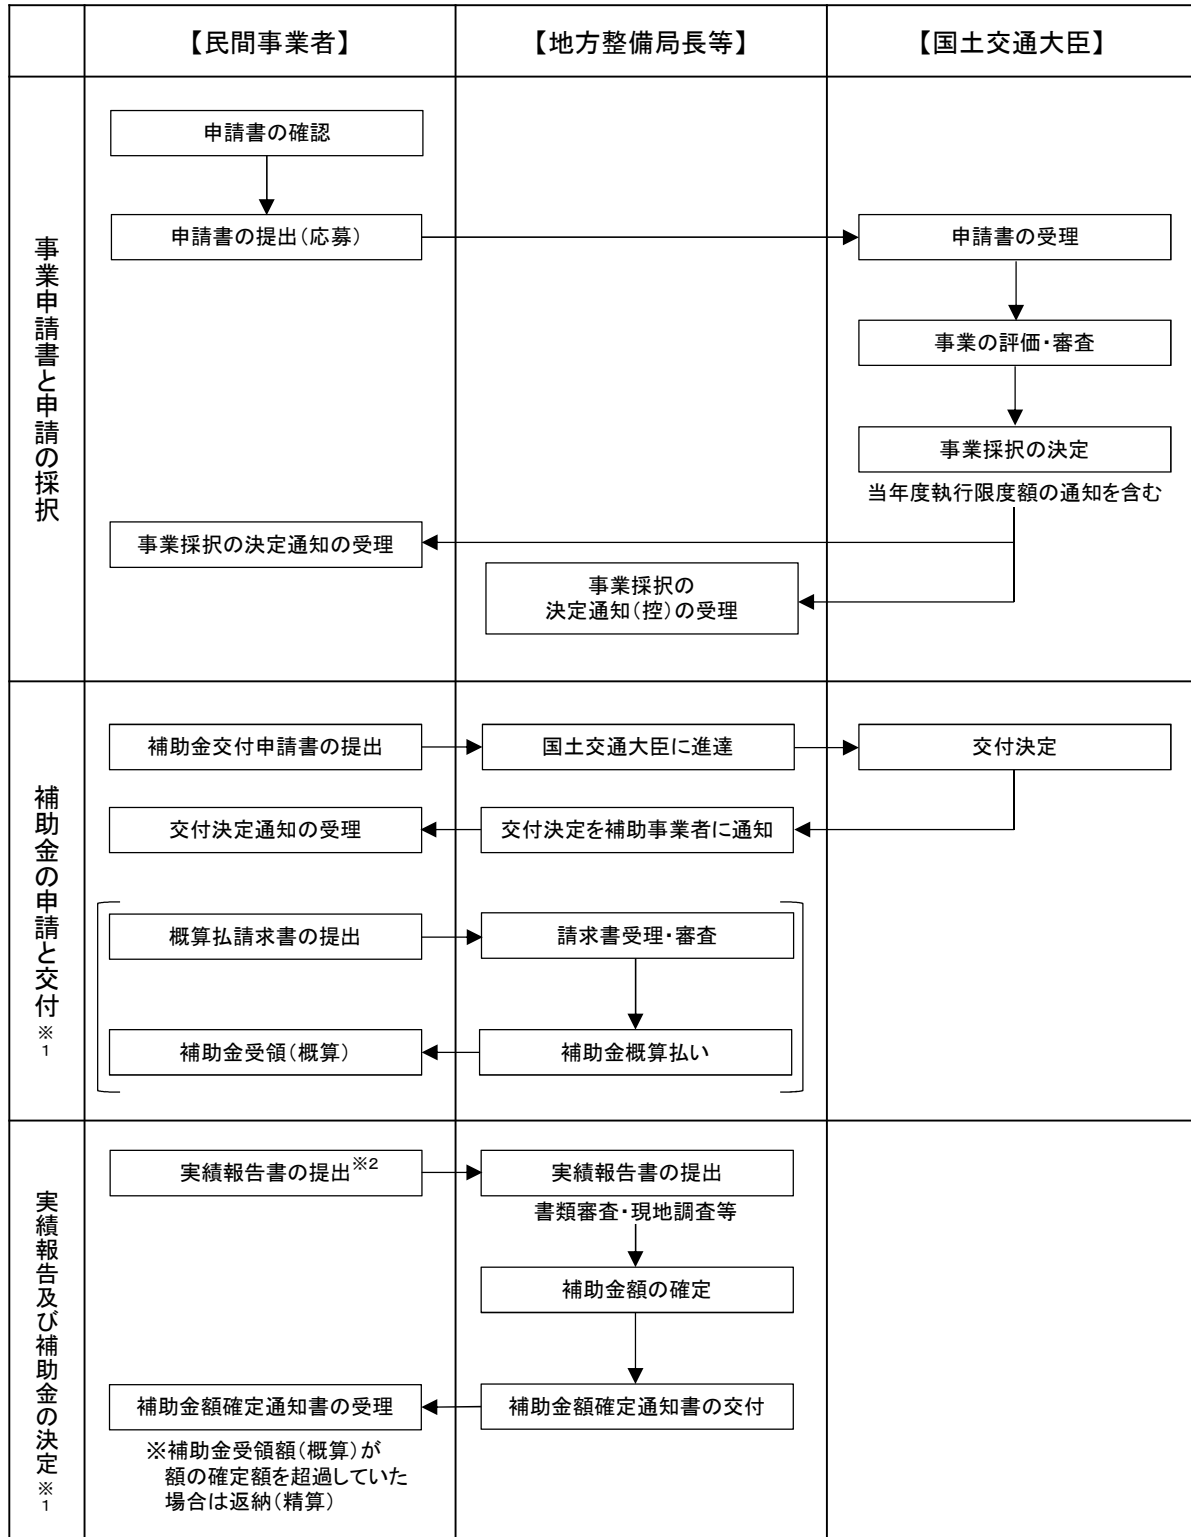 【民間事業者】
【地方整備局長等】
【国土交通大臣】
事業申請書と申請の採択
申請書の確認
申請書の提出(応募)
申請書の受理
事業の評価・審査
事業採択の決定
当年度執行限度額の通知を含む
事業採択の決定通知の受理
事業採択の
決定通知(控)の受理
補助金の申請と交付※1
補助金交付申請書の提出
国土交通大臣に進達
交付決定
交付決定通知の受理
交付決定を補助事業者に通知
概算払請求書の提出
請求書受理・審査
補助金受領(概算)
補助金概算払い
実績報告及び補助金の決定※1
実績報告書の提出※2
実績報告書の提出
書類審査・現地調査等
補助金額の確定
補助金額確定通知書の受理
補助金額確定通知書の交付
※補助金受領額(概算)が
額の確定額を超過していた
場合は返納(精算)